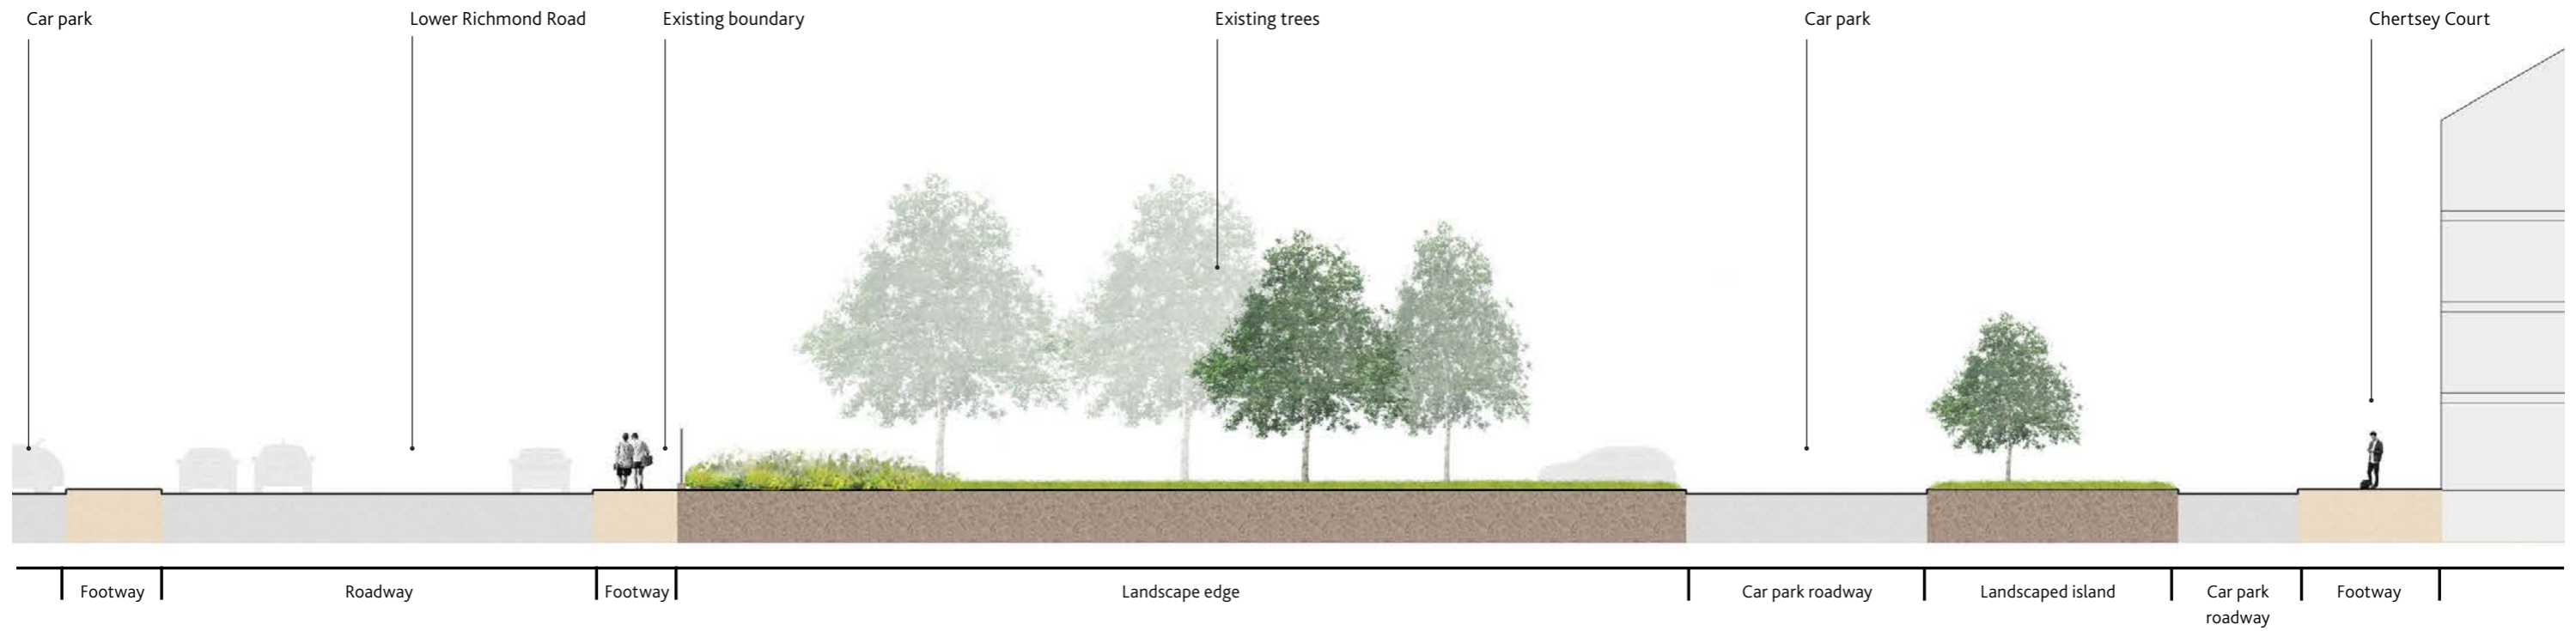 Car park
Lower Richmond Road
Existing boundary
Existing trees
Car park
Chertsey Court
Footway
Roadway
Footway
Landscape edge
Car park roadway
Landscaped island
Car park
roadway
Footway